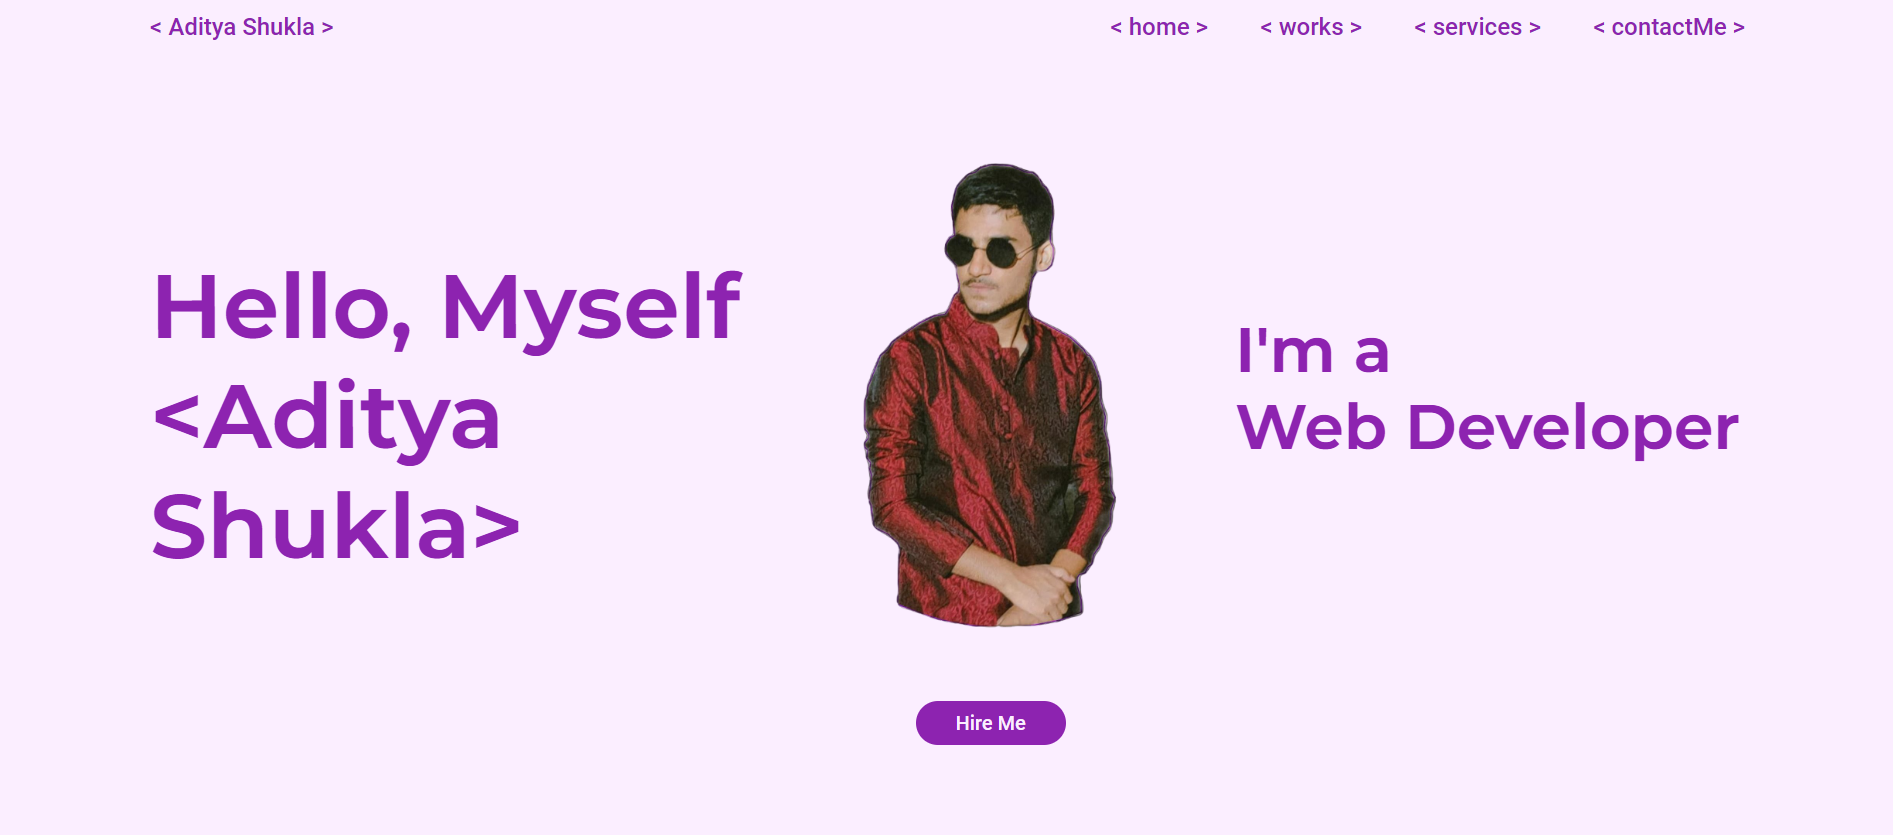 < Aditya Shukla >
< home > < works > < services > < contactMe >
Hello, Myself
<Aditya
Shukla>
I'm a
Web Developer
Hire Me